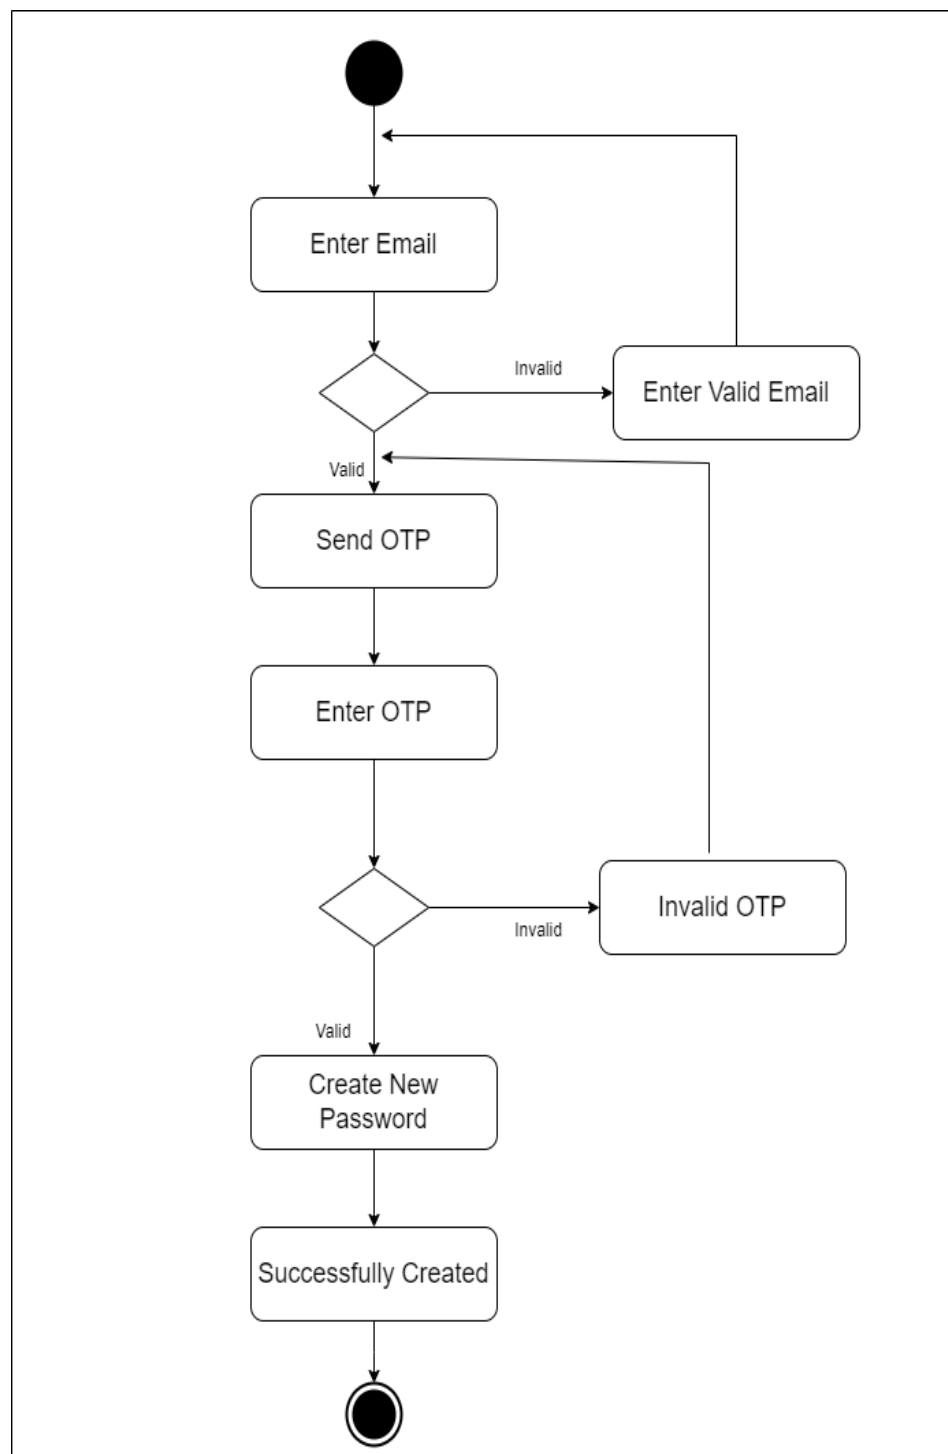 Enter Email
Invalid
Enter Valid Email
Valid
Send OTP
Enter OTP
Invalid OTP
Invalid
Valid
Create New
Password
Successfully Created